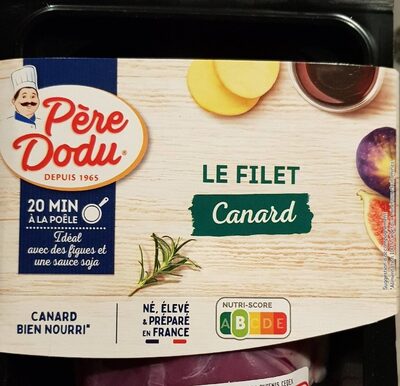 Père
Dodu®
DEPUIS 1965
20 MIN
À LA POÊLE
Idéal
avec des figues et
une sauce soja
LE FILET
Canard
CANARD
BIEN NOURRI*
NÉ, ÉLEVÉ
& PRÉPARÉ
EN FRANCE
NUTRI-SCORE
A B C D E